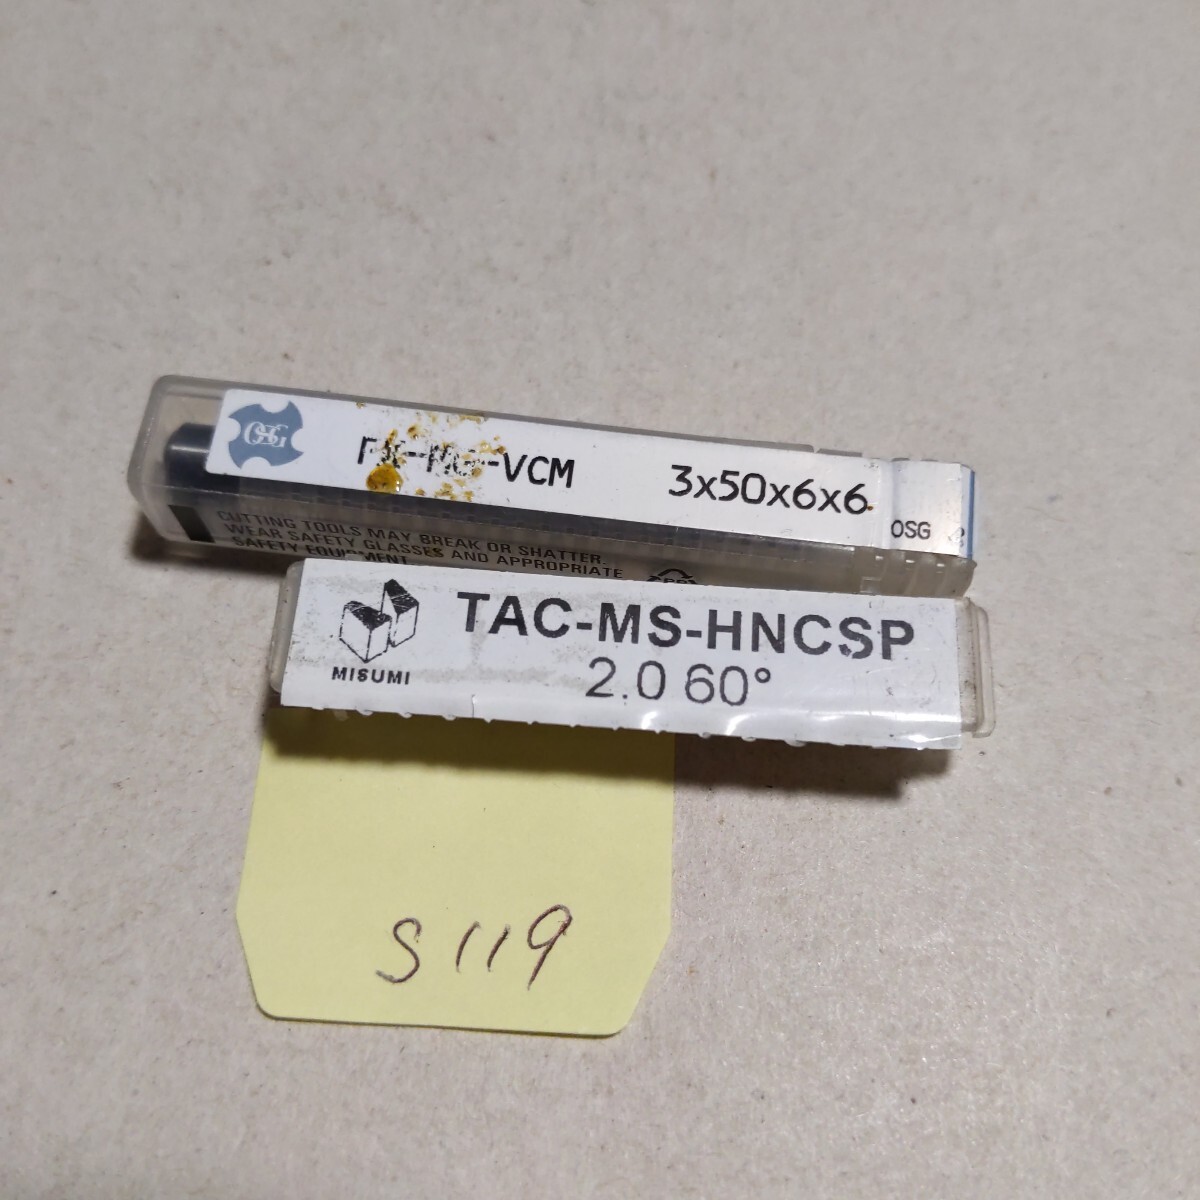 OSG
-VCM 3x50x6x6
OSG
CUTTING TOOLS MAY BREAK OR SHATTER.
WEAR SAFETY GLASSES AND APPROPRIATE
SAFETY EQUIPMENT
MISUMI
TAC-MS-HNCSP
2.0 60°
S119